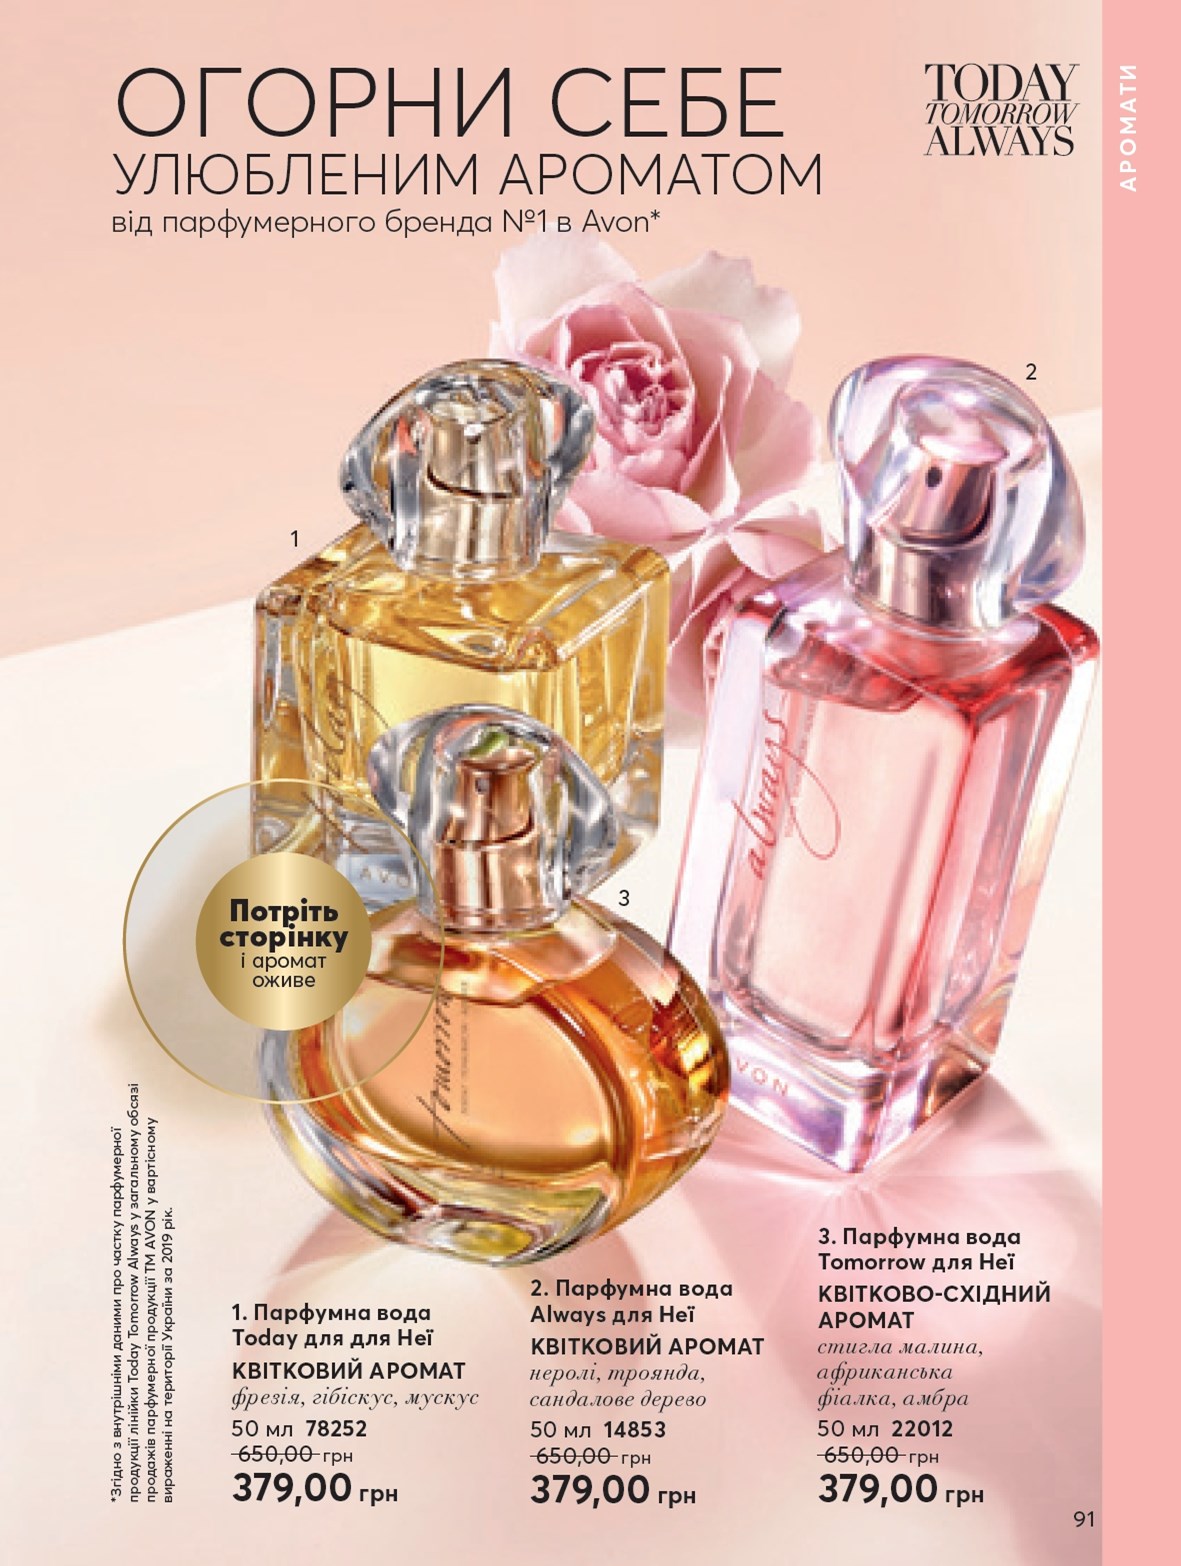 ОГОРНИ СЕБЕ
УЛЮБЛЕНИМ АРОМАТОМ
від парфумерного бренда №1 в Avon*
TODAY
TOMORROW
ALWAYS
АРОМАТИ
1
2
3
always
AVON
tomorrow
VON
Потріть
сторінку
і аромат
оживе
*Згідно з внутрішніми даними про частку парфумерної
продукції лінійки Today Tomorrow Always у загальному обсязі
продажів парфумерної продукції ТМ AVON у вартісному
вираженні на території України за 2019 рік.
1. Парфумна вода
Today для для Неї
КВІТКОВИЙ АРОМАТ
фрезія, гібіскус, мускус
50 мл 78252
650,00 грн
379,00 грн
2. Парфумна вода
Always для Неї
КВІТКОВИЙ АРОМАТ
неролі, троянда,
сандалове дерево
50 мл 14853
650,00 грн
379,00 грн
3. Парфумна вода
Tomorrow для Неї
КВІТКОВО-СХІДНИЙ
АРОМАТ
стигла малина,
африканська
фіалка, амбра
50 мл 22012
650,00 грн
379,00 грн
91